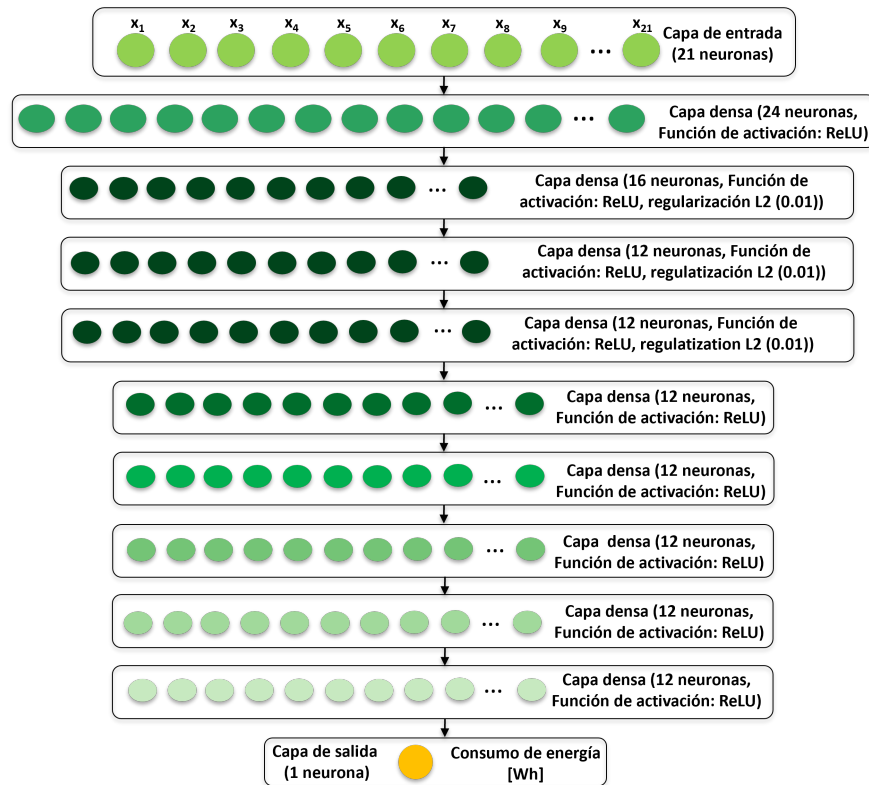 x1 x2 x3 x4 x5 x6 x7 x8 x9 ... x21
Capa de entrada
(21 neuronas)
Capa densa (24 neuronas,
Función de activación: ReLU)
...
Capa densa (16 neuronas, Función de
activación: ReLU, regularización L2 (0.01))
...
Capa densa (12 neuronas, Función de
activación: ReLU, regulatización L2 (0.01))
...
Capa densa (12 neuronas, Función de
activación: ReLU, regulatization L2 (0.01))
...
Capa densa (12 neuronas,
Función de activación: ReLU)
...
Capa densa (12 neuronas,
Función de activación: ReLU)
...
Capa densa (12 neuronas,
Función de activación: ReLU)
...
Capa densa (12 neuronas,
Función de activación: ReLU)
...
Capa densa (12 neuronas,
Función de activación: ReLU)
...
Capa de salida
(1 neurona)
Consumo de energía
[Wh]